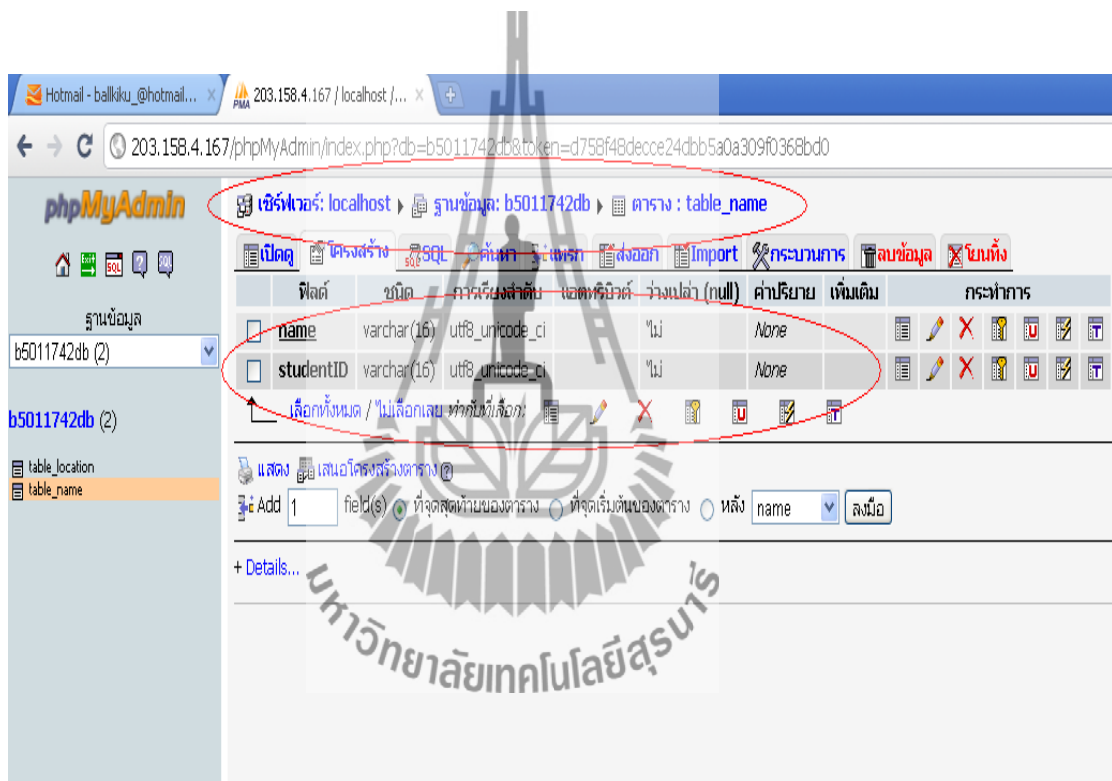 Hotmail - ballkiku_@hotmail... × PMA 203.158.4.167 / localhost /... × +
203.158.4.167/phpMyAdmin/index.php?db=b5011742db&token=d758f48decce24dbb5a0a309f0368bd0
phpMyAdmin
เซิร์ฟเวอร์: localhost ▸ ฐานข้อมูล: b5011742db ▸ ตาราง : table_name
เปิดดู โครงสร้าง SQL ค้นหา แทรก ส่งออก Import กระบวนการ ลบข้อมูล โยนทิ้ง
ฟิลด์ ชนิด การเรียงลำดับ แอตทริบิวต์ ว่างเปล่า (null) ค่าปริยาย เพิ่มเติม กระทำการ
name varchar(16) utf8_unicode_ci ไม่ None
studentID varchar(16) utf8_unicode_ci ไม่ None
เลือกทั้งหมด / ไม่เลือกเลย ทำกับที่เลือก:
แสดง เสนอโครงสร้างตาราง
Add 1 field(s) ที่จุดสุดท้ายของตาราง ที่จุดเริ่มต้นของตาราง หลัง name ลงมือ
+ Details...
ฐานข้อมูล
b5011742db (2)
b5011742db (2)
table_location
table_name
มหาวิทยาลัยเทคโนโลยีสุรนารี